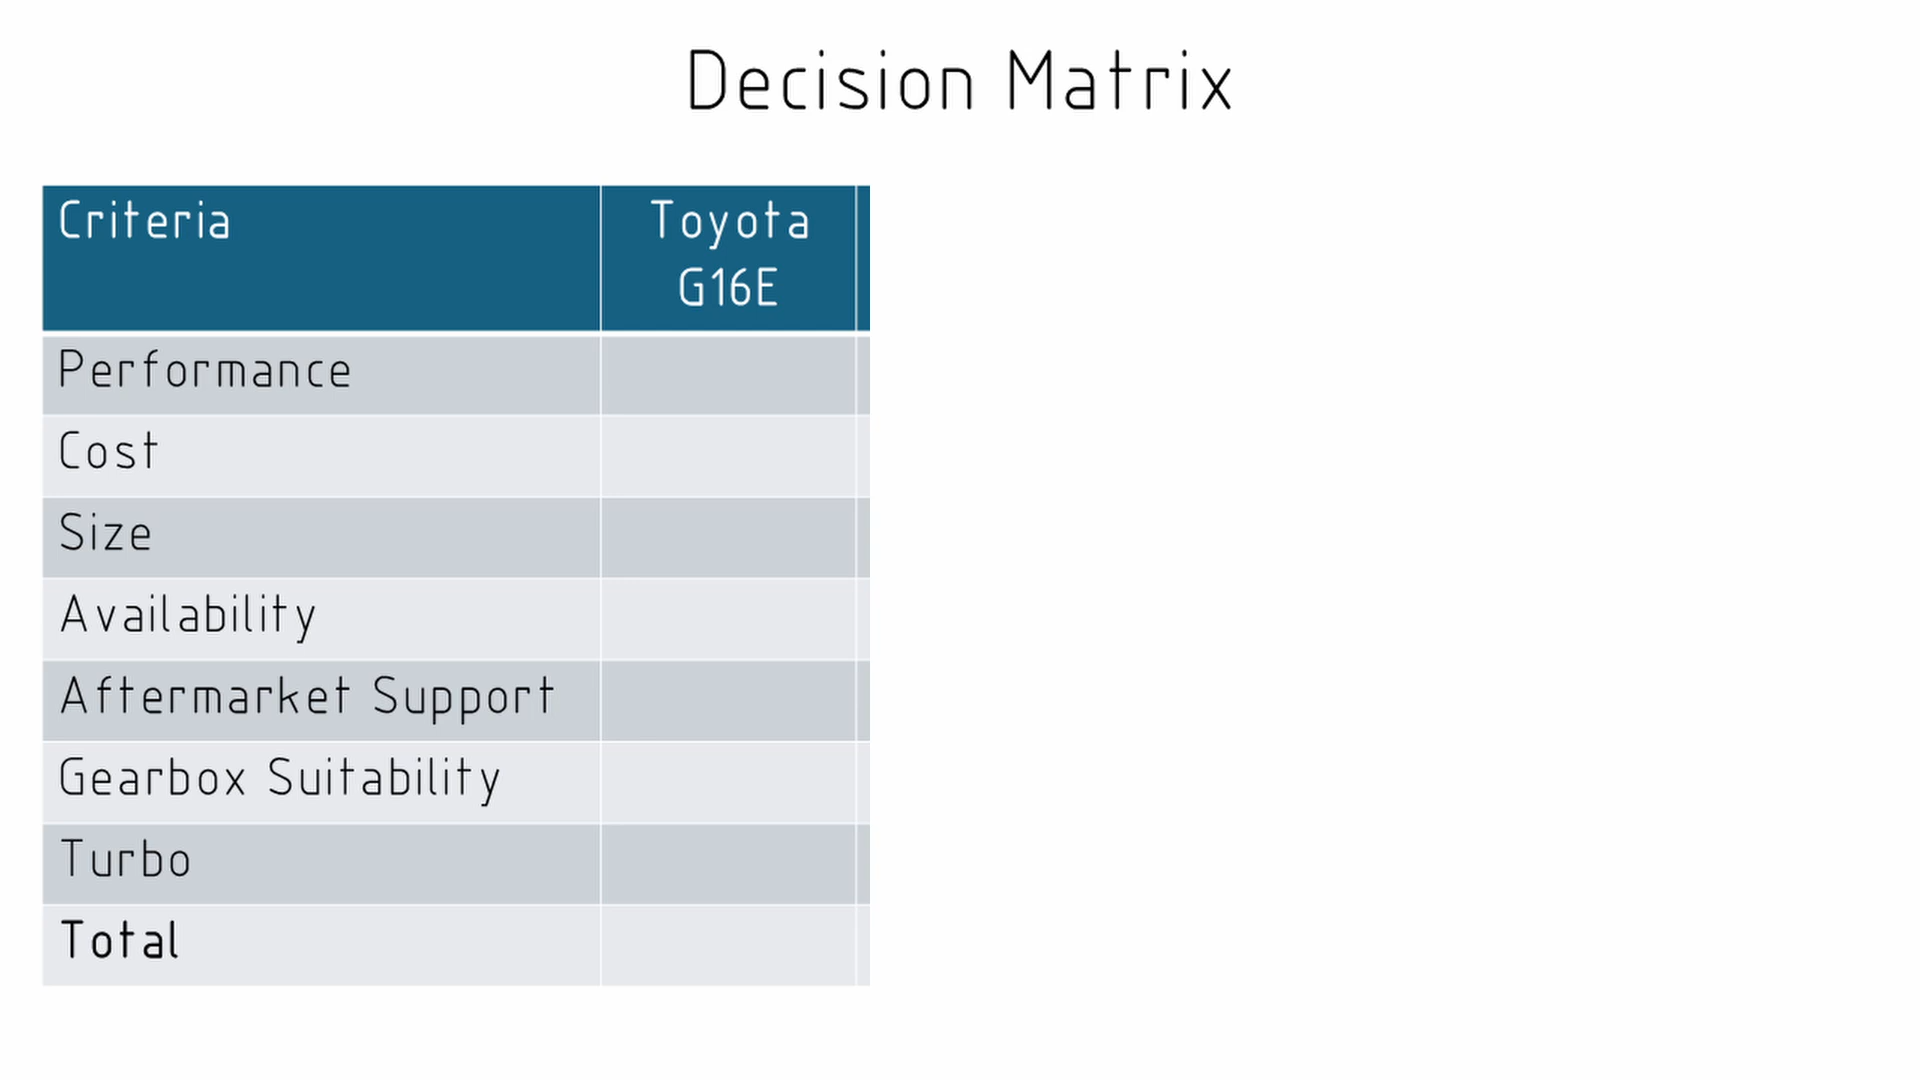 Decision Matrix
Criteria
Toyota
G16E
Performance
Cost
Size
Availability
Aftermarket Support
Gearbox Suitability
Turbo
Total